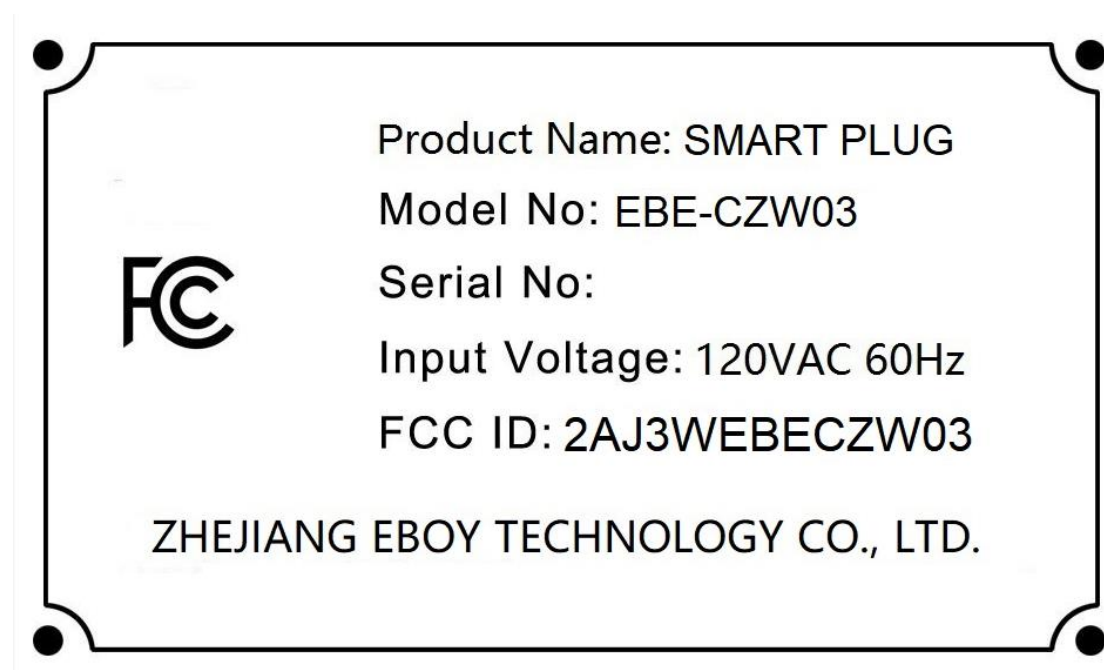 Product Name: SMART PLUG
Model No: EBE-CZW03
Serial No:
FC
Input Voltage: 120VAC 60Hz
FCC ID: 2AJ3WEBECZW03
ZHEJIANG EBOY TECHNOLOGY CO., LTD.